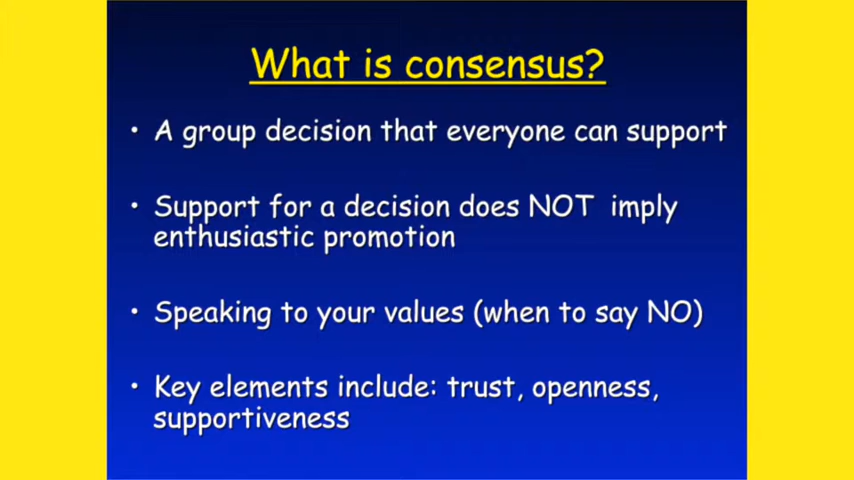 What is consensus?
• A group decision that everyone can support
• Support for a decision does NOT imply
enthusiastic promotion
• Speaking to your values (when to say NO)
• Key elements include: trust, openness,
supportiveness